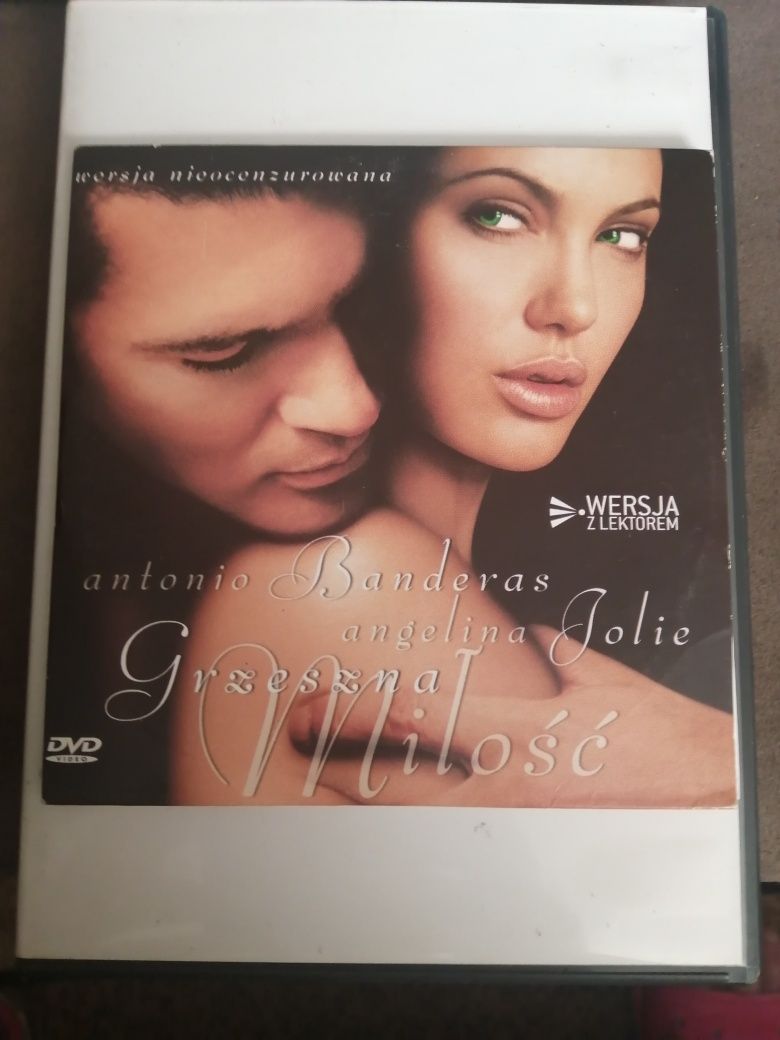 wersja nieocenzurowana
WERSJA
Z LEKTOREM
antonio Banderas
angelina Jolie
Grzeszna
Miłość
DVD
VIDEO